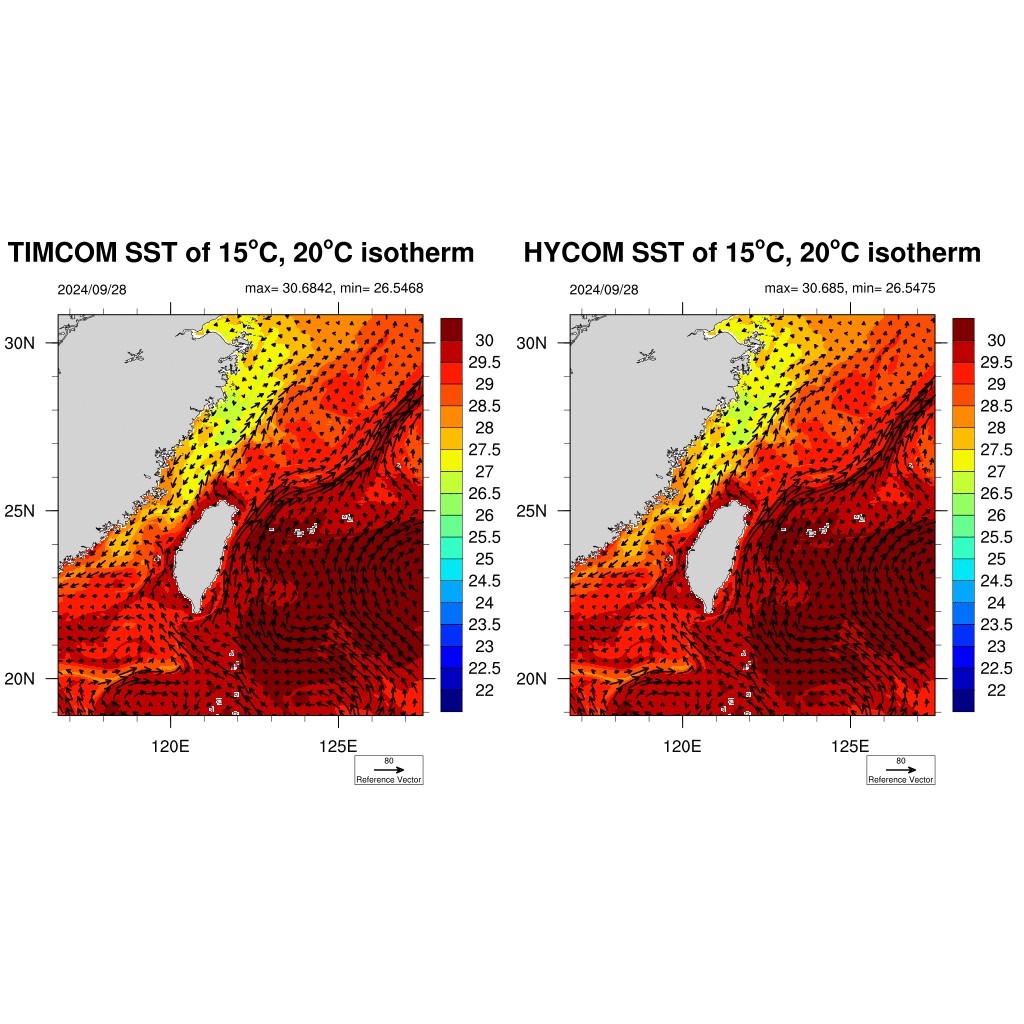 TIMCOM SST of 15°C, 20°C isotherm
2024/09/28
max= 30.6842, min= 26.5468
30N
25N
20N
120E
125E
30
29.5
29
28.5
28
27.5
27
26.5
26
25.5
25
24.5
24
23.5
23
22.5
22
80
Reference Vector
HYCOM SST of 15°C, 20°C isotherm
2024/09/28
max= 30.685, min= 26.5475
30N
25N
20N
120E
125E
30
29.5
29
28.5
28
27.5
27
26.5
26
25.5
25
24.5
24
23.5
23
22.5
22
80
Reference Vector